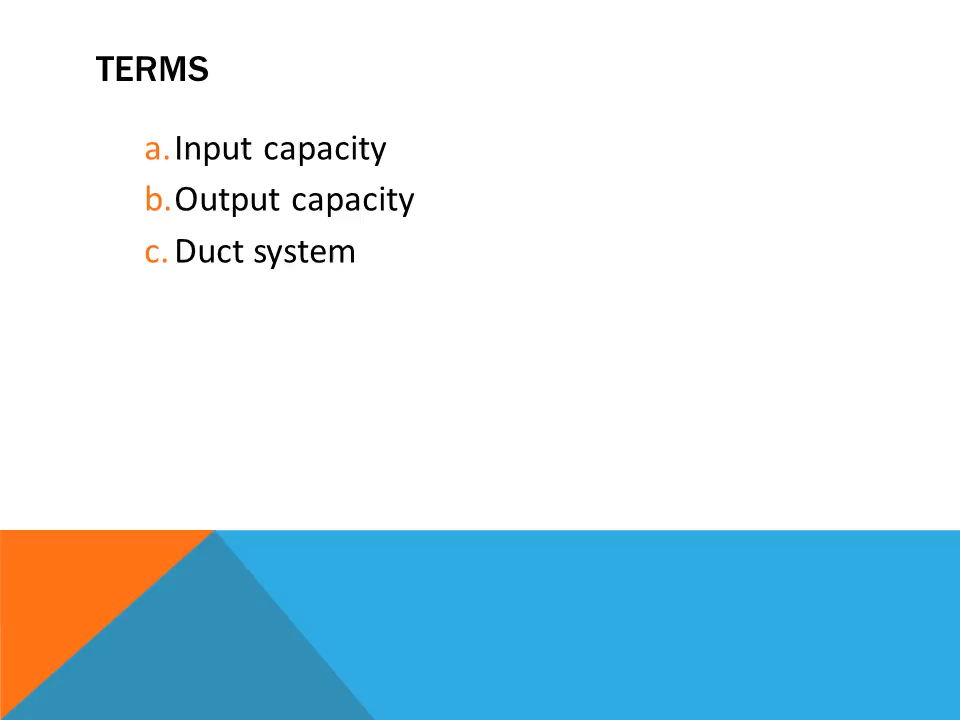 TERMS
a. Input capacity
b. Output capacity
c. Duct system